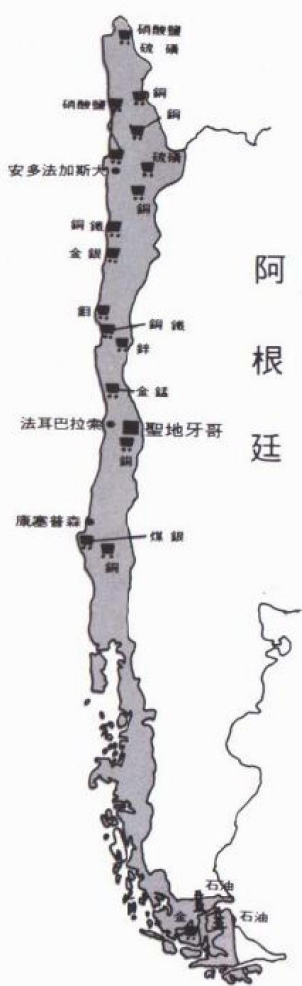 硝酸鹽
硫磺
銅
硝酸鹽
銅
硫磺
安多法加斯大
銅
銅 鐵
金 銀
阿根廷
鉬
銅 鐵
鋅
金 錳
法耳巴拉索
聖地牙哥
銅
康塞普森
煤 銀
銅
石油
金
石油